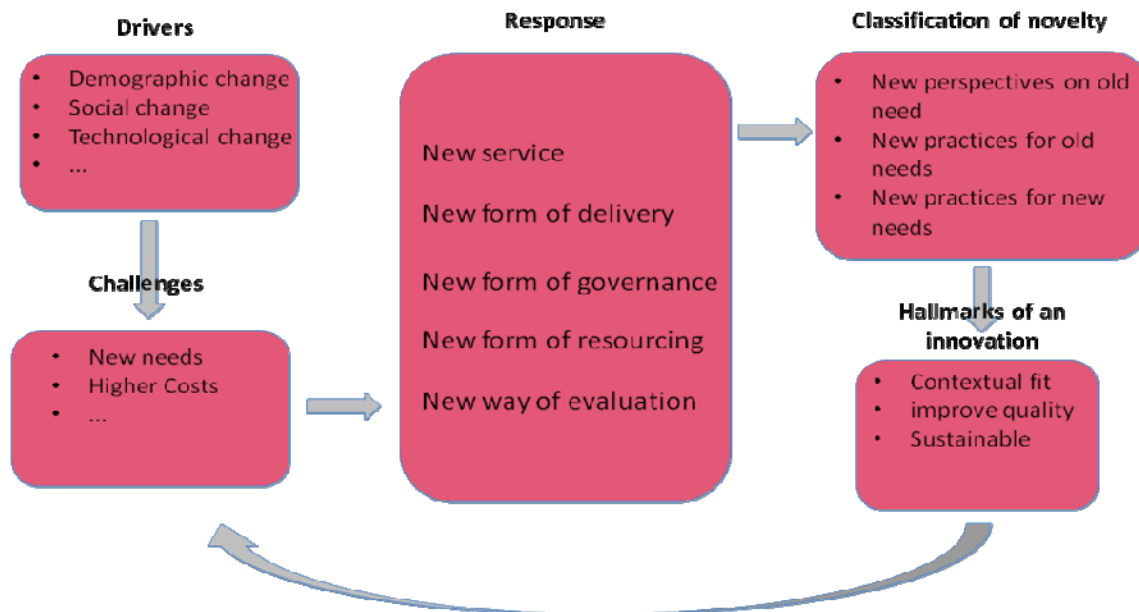 Drivers
• Demographic change
• Social change
• Technological change
• ...
Challenges
• New needs
• Higher Costs
• ...
Response
New service
New form of delivery
New form of governance
New form of resourcing
New way of evaluation
Classification of novelty
• New perspectives on old
need
• New practices for old
needs
• New practices for new
needs
Hallmarks of an
innovation
• Contextual fit
• improve quality
• Sustainable